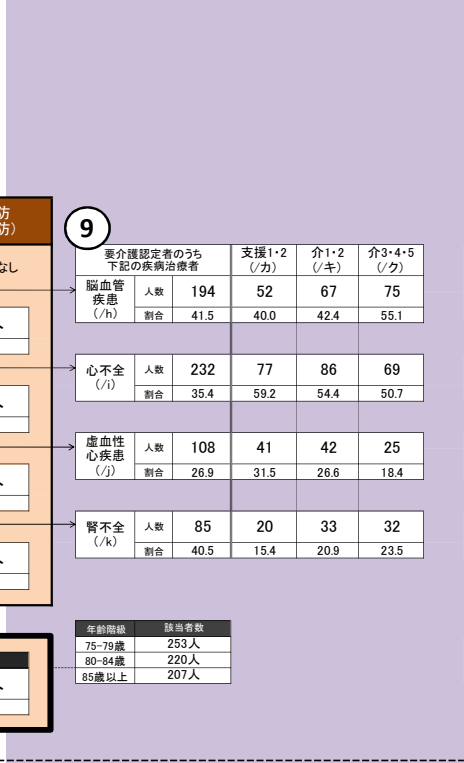 防
防）
なし
人
人
人
人
人
9
要介護認定者のうち 支援1・2 介1・2 介3・4・5
下記の疾病治療者 (/カ) (/キ) (/ク)
脳血管
疾患
(/h)
人数 194 52 67 75
割合 41.5 40.0 42.4 55.1
心不全
(/i)
人数 232 77 86 69
割合 35.4 59.2 54.4 50.7
虚血性
心疾患
(/j)
人数 108 41 42 25
割合 26.9 31.5 26.6 18.4
腎不全
(/k)
人数 85 20 33 32
割合 40.5 15.4 20.9 23.5
年齢階級 該当者数
75-79歳 253人
80-84歳 220人
85歳以上 207人